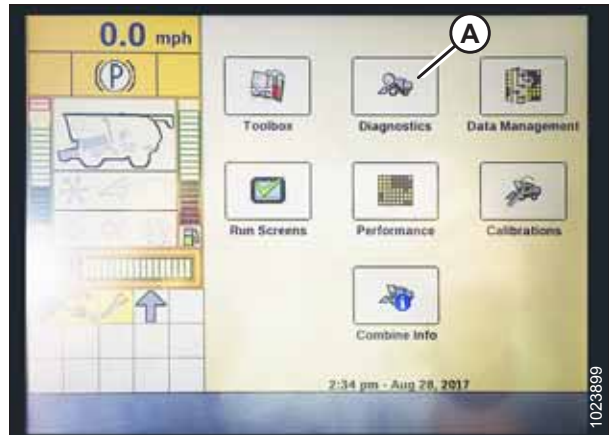 0.0 mph
A
(P)
Toolbox
Diagnostics
Data Management
Run Screens
Performance
Calibrations
Combine Info
2:34 pm - Aug 28, 2017
1023899